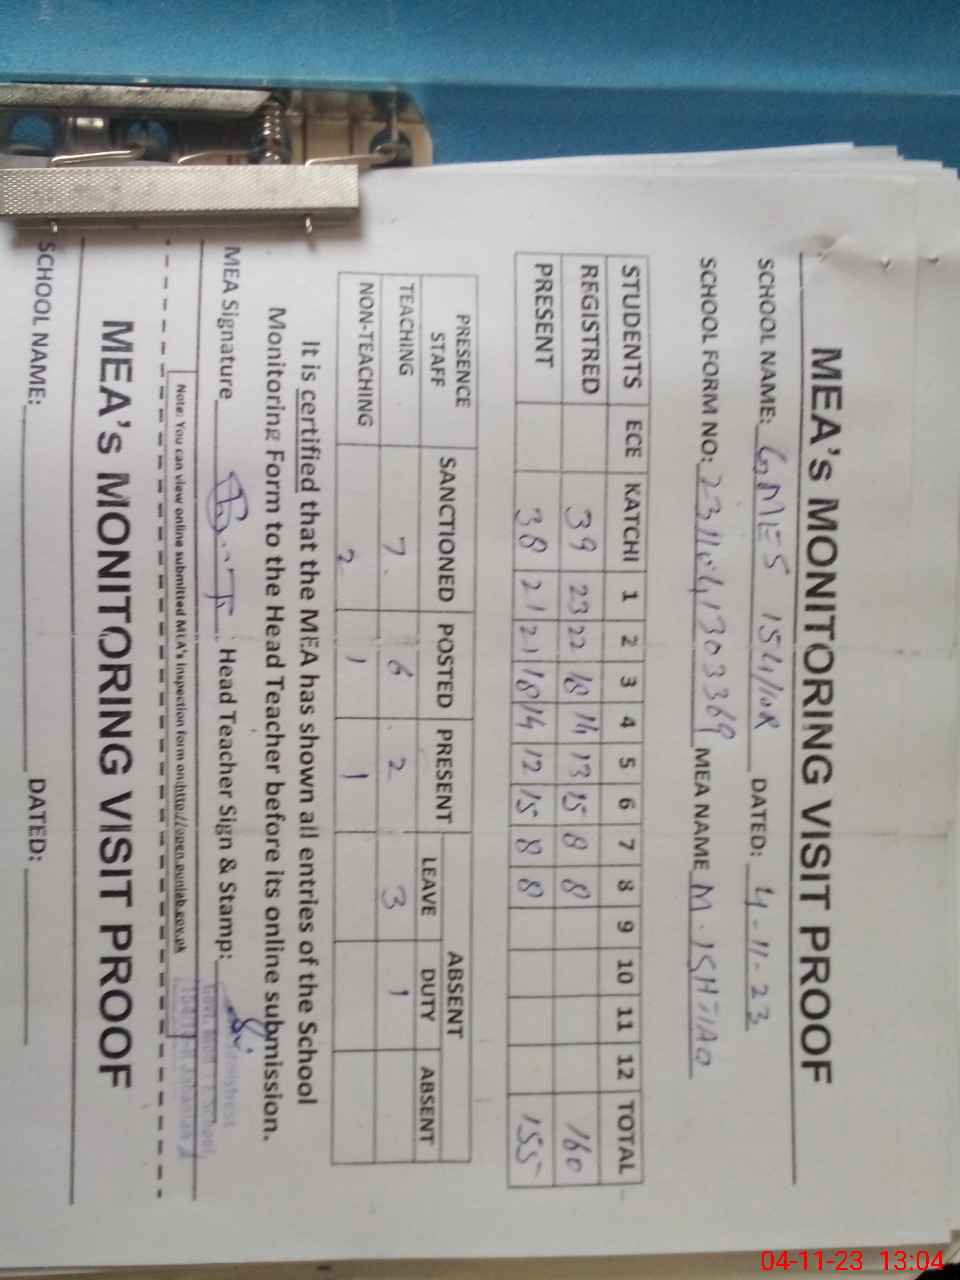 MEA's MONITORING VISIT PROOF
SCHOOL NAME: GMES 154/10R DATED: 4-11-23
SCHOOL FORM NO: 2311041303369 MEA NAME M. ISHTIAQ
STUDENTS ECE KATCHI 1 2 3 4 5 6 7 8 9 10 11 12 TOTAL
REGISTRED 39 23 22 18 14 13 15 8 8 160
PRESENT 38 21 21 18 14 12 15 8 8 155
PRESENCE STAFF SANCTIONED POSTED PRESENT ABSENT
LEAVE DUTY ABSENT
TEACHING 7 6 2 3 1
NON-TEACHING 2 1 1
It is certified that the MEA has shown all entries of the School
Monitoring Form to the Head Teacher before its online submission.
MEA Signature Head Teacher Sign & Stamp:
Note: You can view online submitted MEA's inspection form on:http://open.punjab.gov.pk
MEA's MONITORING VISIT PROOF
SCHOOL NAME: DATED:
04-11-23 13:04